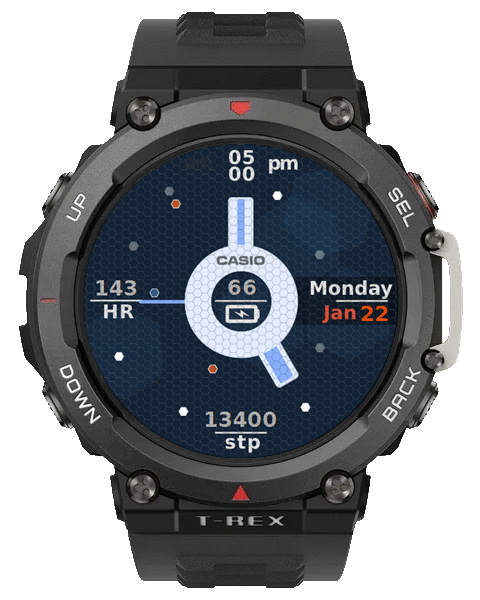 05
00 pm
UP
SEL
CASIO
143
HR
66
Monday
Jan 22
DOWN
BACK
13400
stp
T-REX